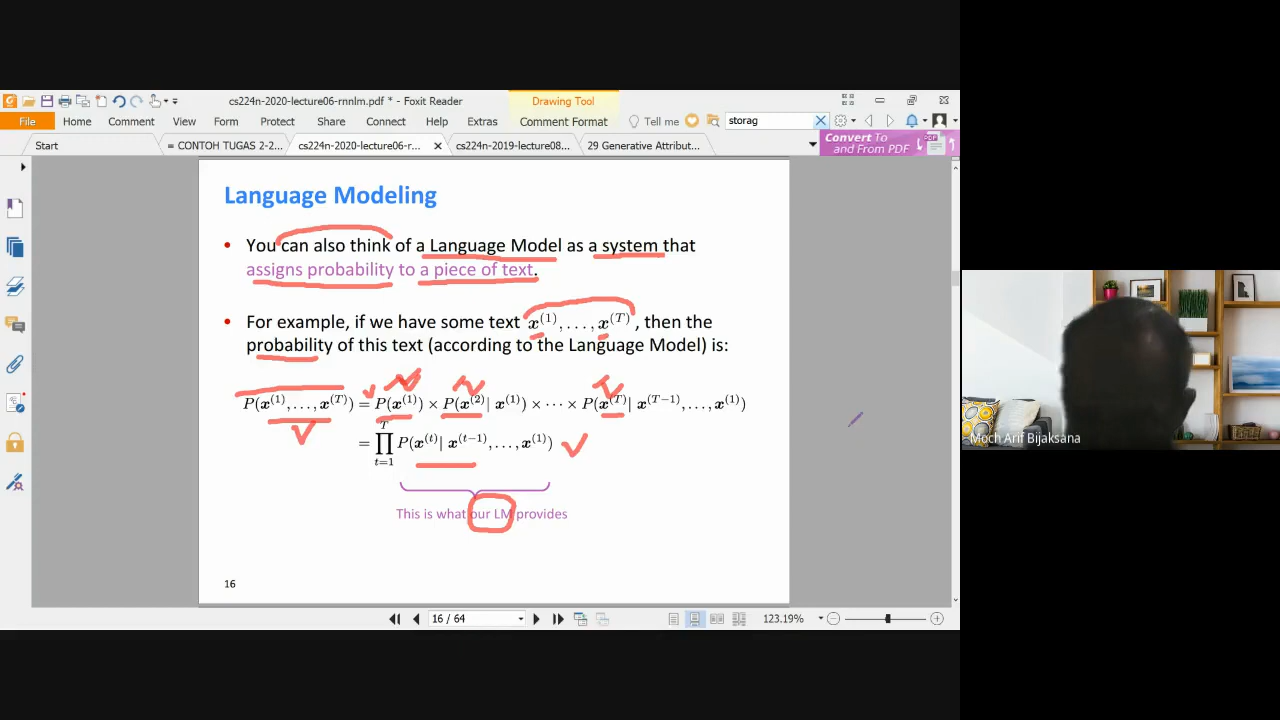 cs224n-2020-lecture06-rnnlm.pdf * - Foxit Reader
Drawing Tool
File Home Comment View Form Protect Share Connect Help Extras Comment Format Tell me storag
Start = CONTOH TUGAS 2-2... cs224n-2020-lecture06-r... cs224n-2019-lecture08... 29 Generative Attribut...
Convert To
and From PDF
PDF
Language Modeling
• You can also think of a Language Model as a system that
assigns probability to a piece of text.
• For example, if we have some text x^(1), . . . , x^(T), then the
probability of this text (according to the Language Model) is:
P(x^(1), . . . , x^(T)) = P(x^(1)) × P(x^(2)| x^(1)) × · · · × P(x^(T)| x^(T−1), . . . , x^(1))
= ∏_{t=1}^{T} P(x^(t)| x^(t−1), . . . , x^(1))
This is what our LM provides
16
16 / 64
123.19%
Moch Arif Bijaksana